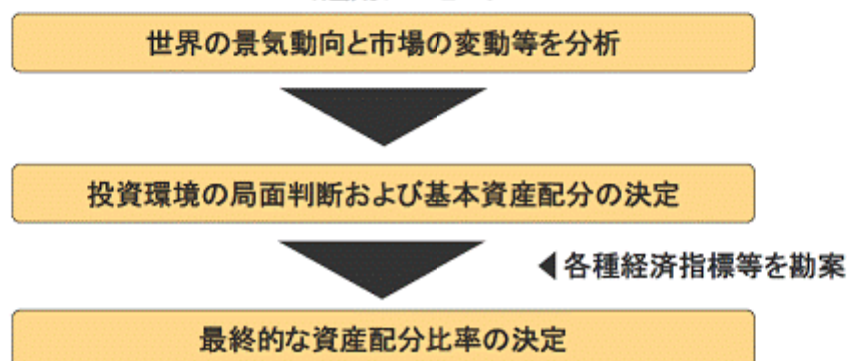 世界の景気動向と市場の変動等を分析
投資環境の局面判断および基本資産配分の決定
◀各種経済指標等を勘案
最終的な資産配分比率の決定